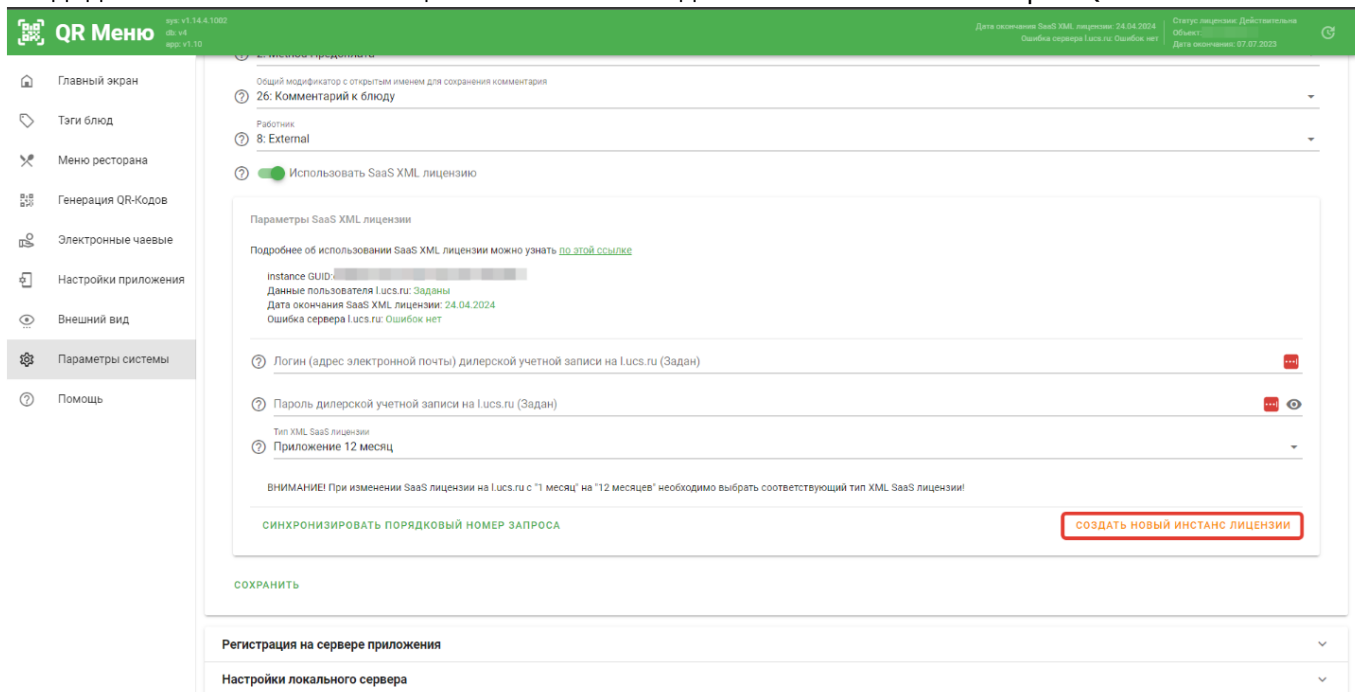 QR Меню
sys: v1.14.4.1002
db: v4
app: v1.10
Дата окончания SaaS XML лицензии: 24.04.2024
Ошибка сервера l.ucs.ru: Ошибок нет
Статус лицензии: Действительна
Объект:
Дата окончания: 07.07.2023
Главный экран
Тэги блюд
Меню ресторана
Генерация QR-Кодов
Электронные чаевые
Настройки приложения
Внешний вид
Параметры системы
Помощь
Общий модификатор с открытым именем для сохранения комментария
26: Комментарий к блюду
Работник
8: External
Использовать SaaS XML лицензию
Параметры SaaS XML лицензии
Подробнее об использовании SaaS XML лицензии можно узнать по этой ссылке
instance GUID:
Данные пользователя l.ucs.ru: Заданы
Дата окончания SaaS XML лицензии: 24.04.2024
Ошибка сервера l.ucs.ru: Ошибок нет
Логин (адрес электронной почты) дилерской учетной записи на l.ucs.ru (Задан)
Пароль дилерской учетной записи на l.ucs.ru (Задан)
Тип XML SaaS лицензии
Приложение 12 месяц
ВНИМАНИЕ! При изменении SaaS лицензии на l.ucs.ru с "1 месяц" на "12 месяцев" необходимо выбрать соответствующий тип XML SaaS лицензии!
СИНХРОНИЗИРОВАТЬ ПОРЯДКОВЫЙ НОМЕР ЗАПРОСА
СОЗДАТЬ НОВЫЙ ИНСТАНС ЛИЦЕНЗИИ
СОХРАНИТЬ
Регистрация на сервере приложения
Настройки локального сервера